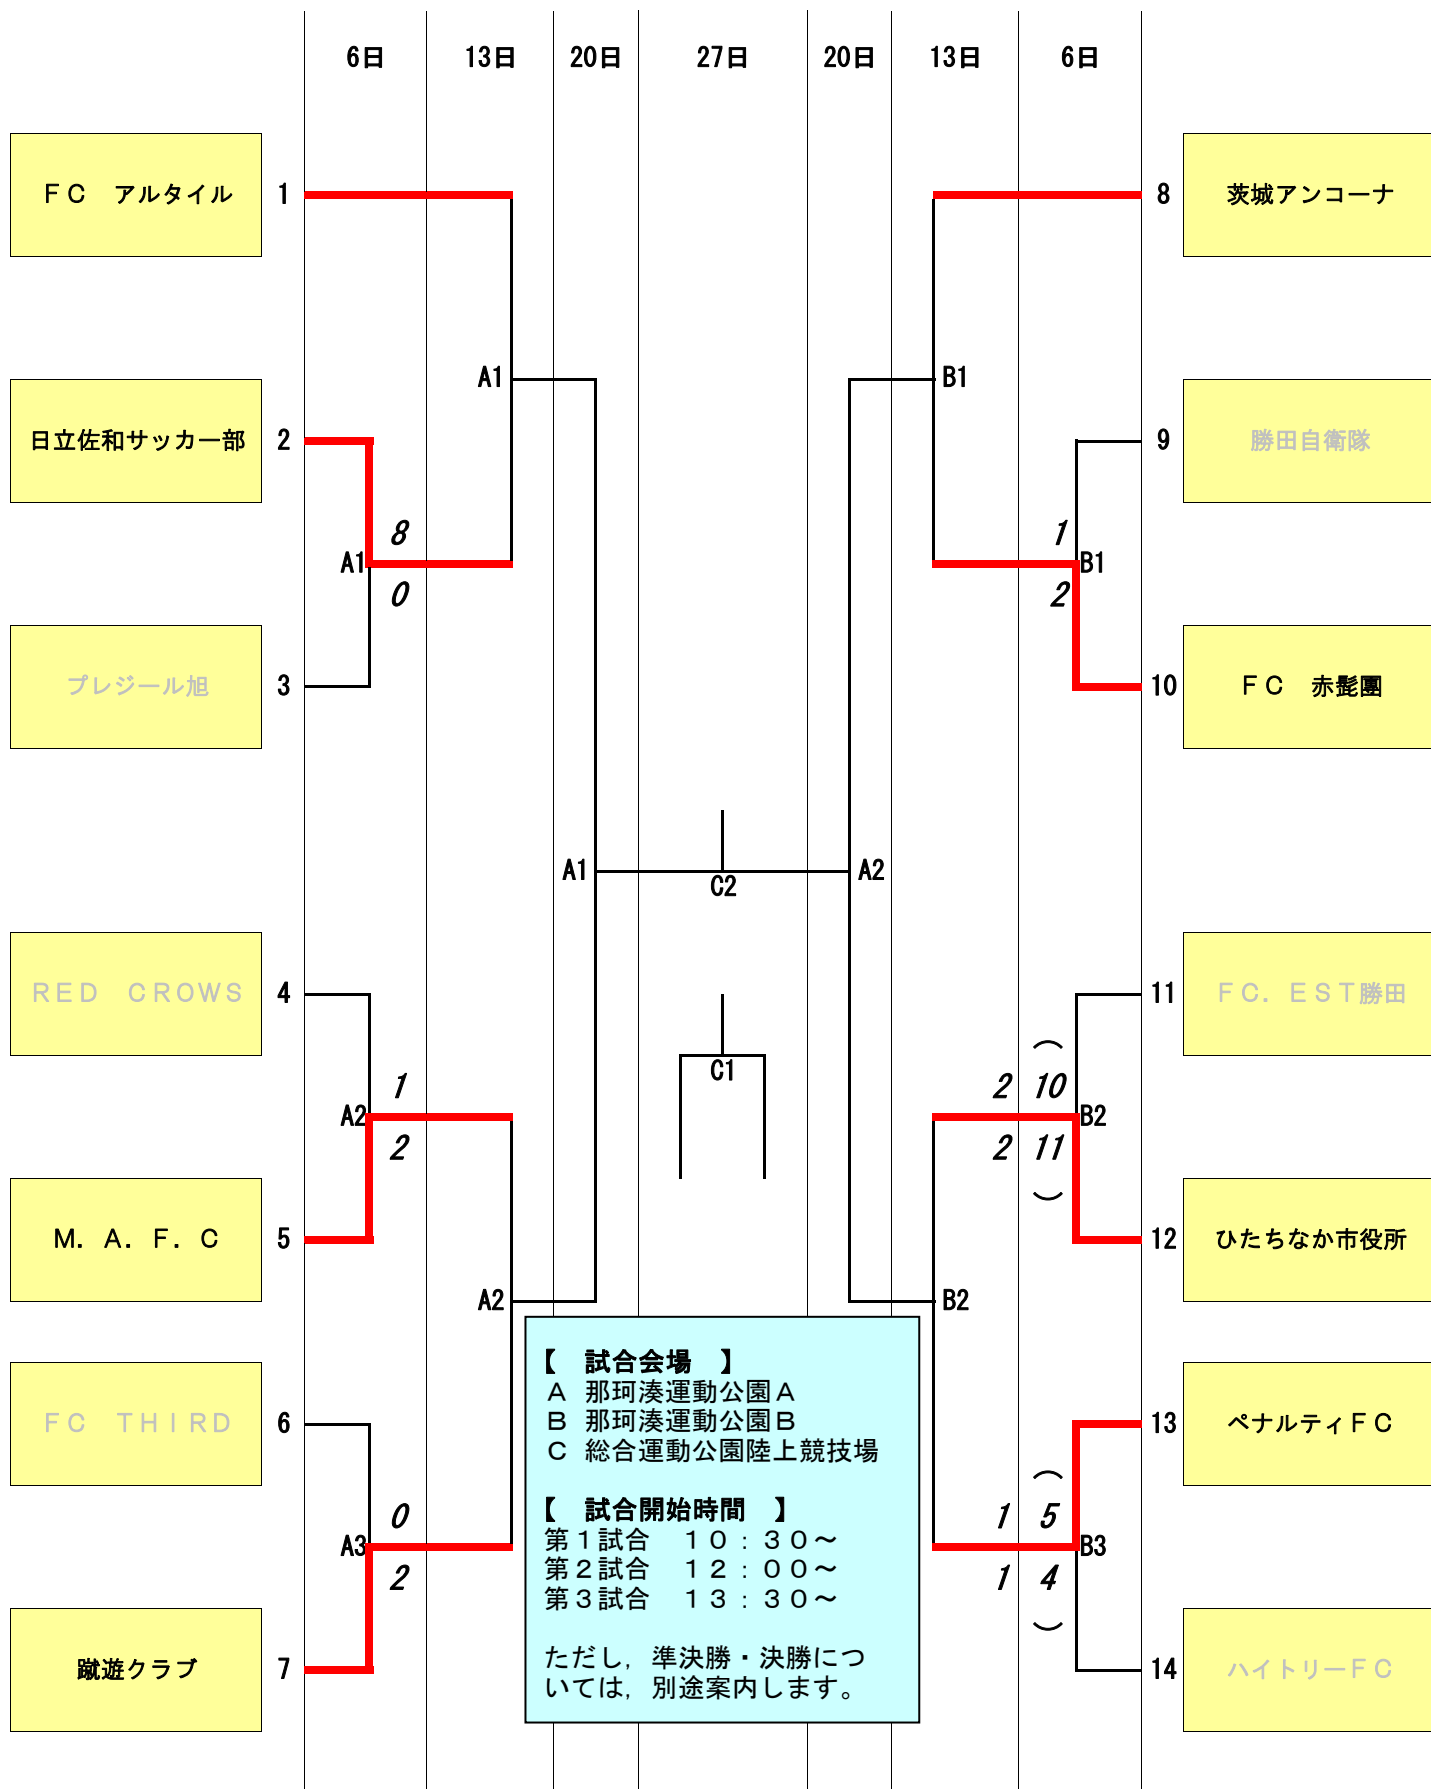 6日 13日 20日 27日 20日 13日 6日
ＦＣ　アルタイル 1
8 茨城アンコーナ
A1
B1
日立佐和サッカー部 2
9 勝田自衛隊
8
1
A1
B1
0
2
プレジール旭 3
10 ＦＣ　赤髭團
A1
A2
C2
ＲＥＤ　ＣＲＯＷＳ 4
11 ＦＣ．ＥＳＴ勝田
C1
1
2 （10
A2
B2
2
2 11）
Ｍ．Ａ．Ｆ．Ｃ 5
12 ひたちなか市役所
A2
B2
ＦＣ　ＴＨＩＲＤ 6
13 ペナルティＦＣ
0
1 （5
A3
B3
2
1 4）
蹴遊クラブ 7
14 ハイトリーＦＣ
【　試合会場　】
Ａ 那珂湊運動公園Ａ
Ｂ 那珂湊運動公園Ｂ
Ｃ 総合運動公園陸上競技場
【　試合開始時間　】
第１試合　１０：３０～
第２試合　１２：００～
第３試合　１３：３０～
ただし，準決勝・決勝につ
いては，別途案内します。